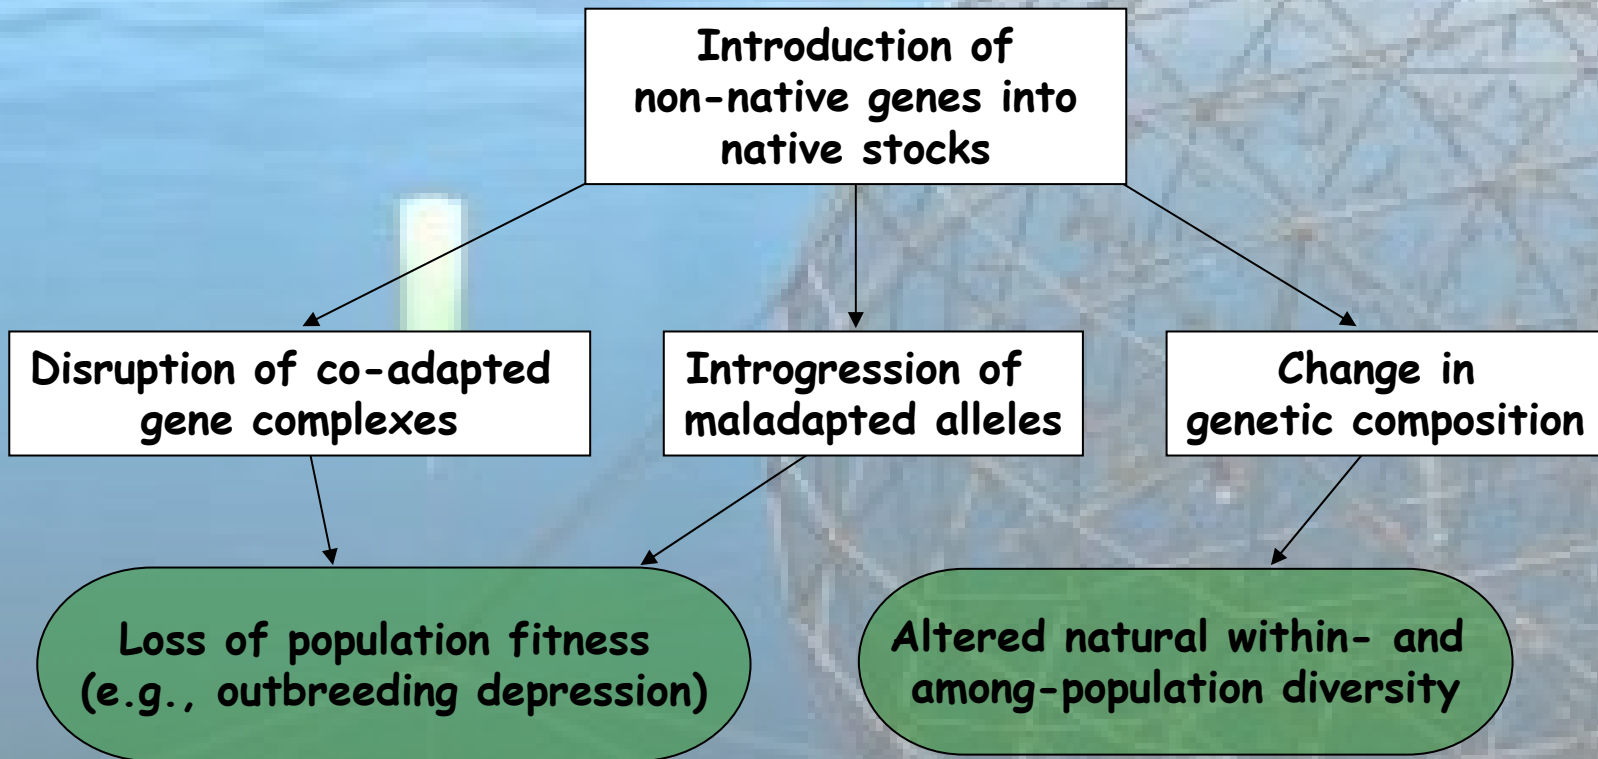 Introduction of
non-native genes into
native stocks
Disruption of co-adapted
gene complexes
Introgression of
maladapted alleles
Change in
genetic composition
Loss of population fitness
(e.g., outbreeding depression)
Altered natural within- and
among-population diversity